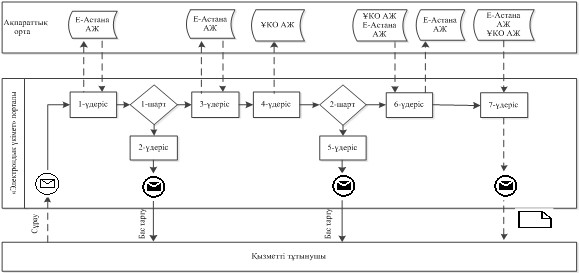 Ақпараттық
орта
Е-Астана
АЖ
Е-Астана
АЖ
ҰКО АЖ
ҰКО АЖ
Е-Астана
АЖ
Е-Астана
АЖ
Е-Астана
АЖ
ҰКО АЖ
«Электрондық үкімет» порталы
1-үдеріс
1-шарт
3-үдеріс
4-үдеріс
2-шарт
6-үдеріс
7-үдеріс
2-үдеріс
5-үдеріс
Сұрау
Бас тарту
Бас тарту
Қызметті тұтынушы